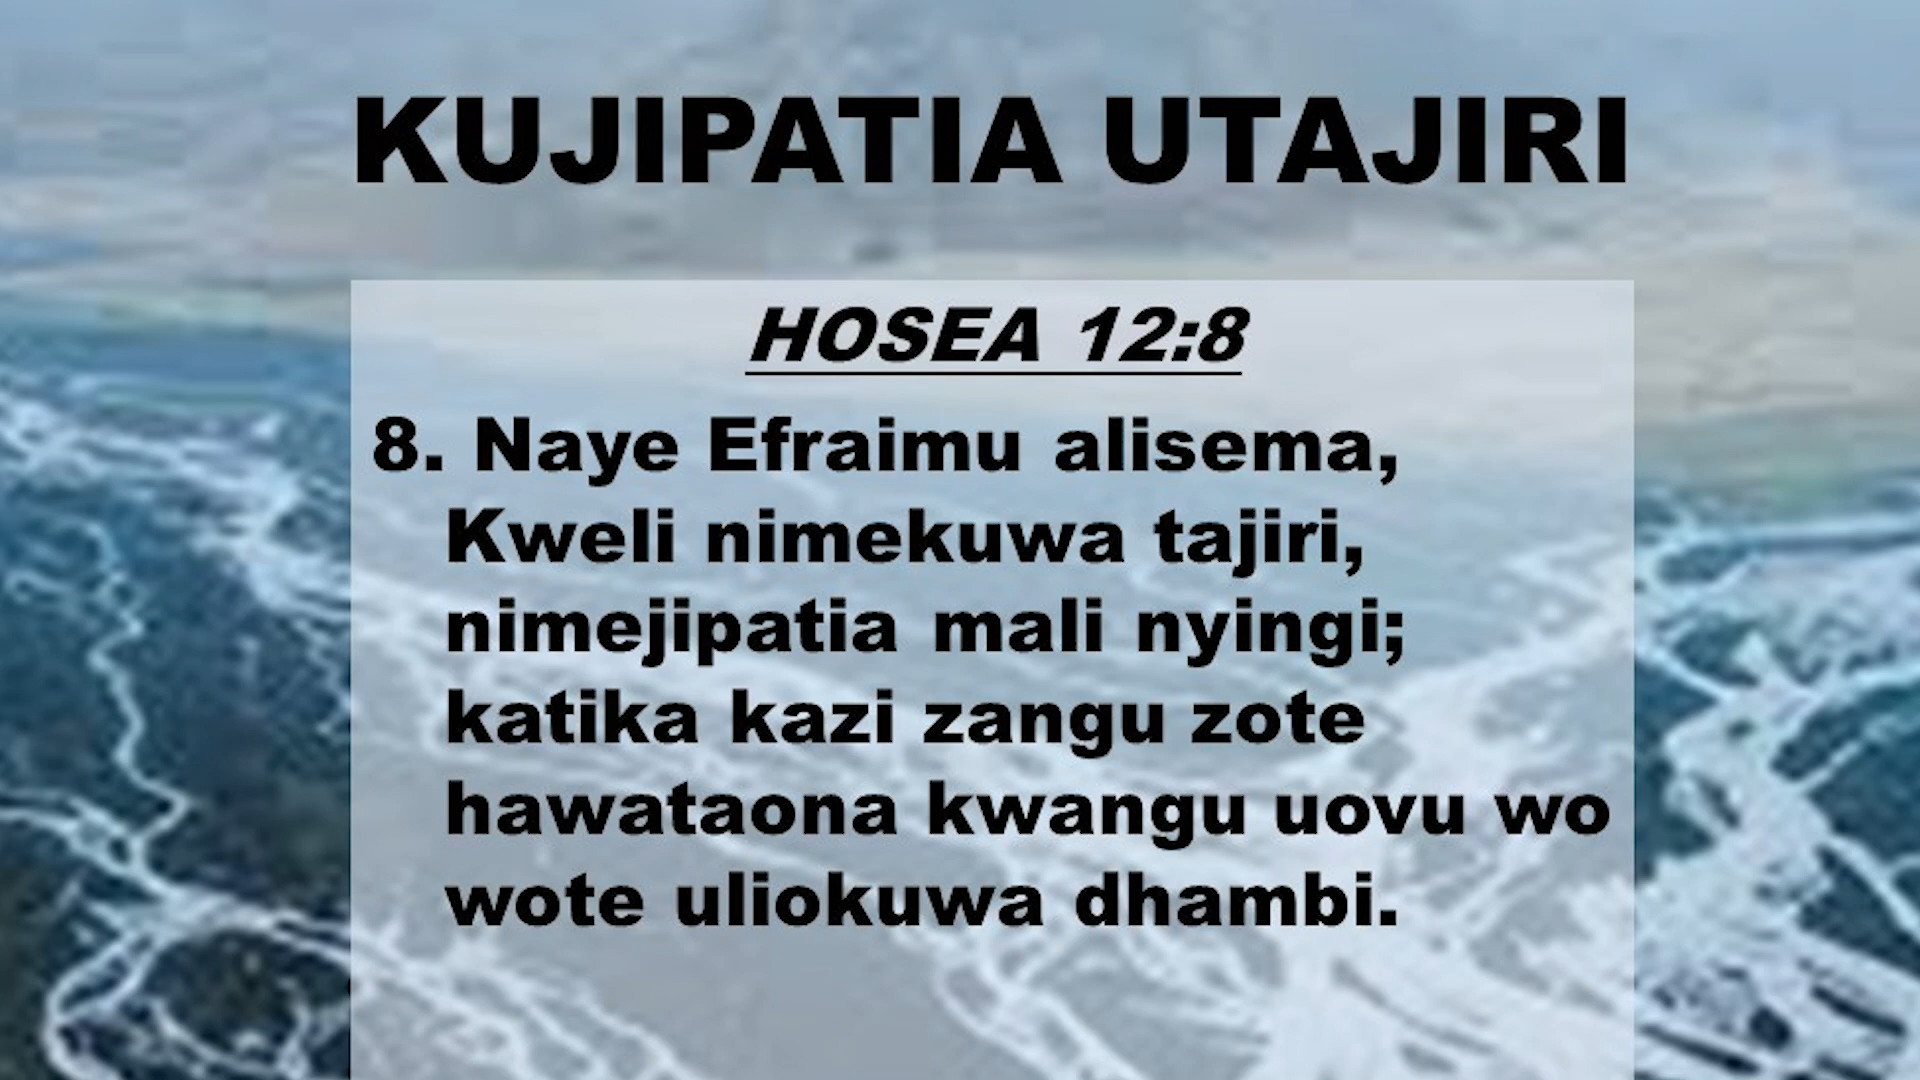 KUJIPATIA UTAJIRI
HOSEA 12:8
8. Naye Efraimu alisema,
Kweli nimekuwa tajiri,
nimejipatia mali nyingi;
katika kazi zangu zote
hawataona kwangu uovu wo
wote uliokuwa dhambi.